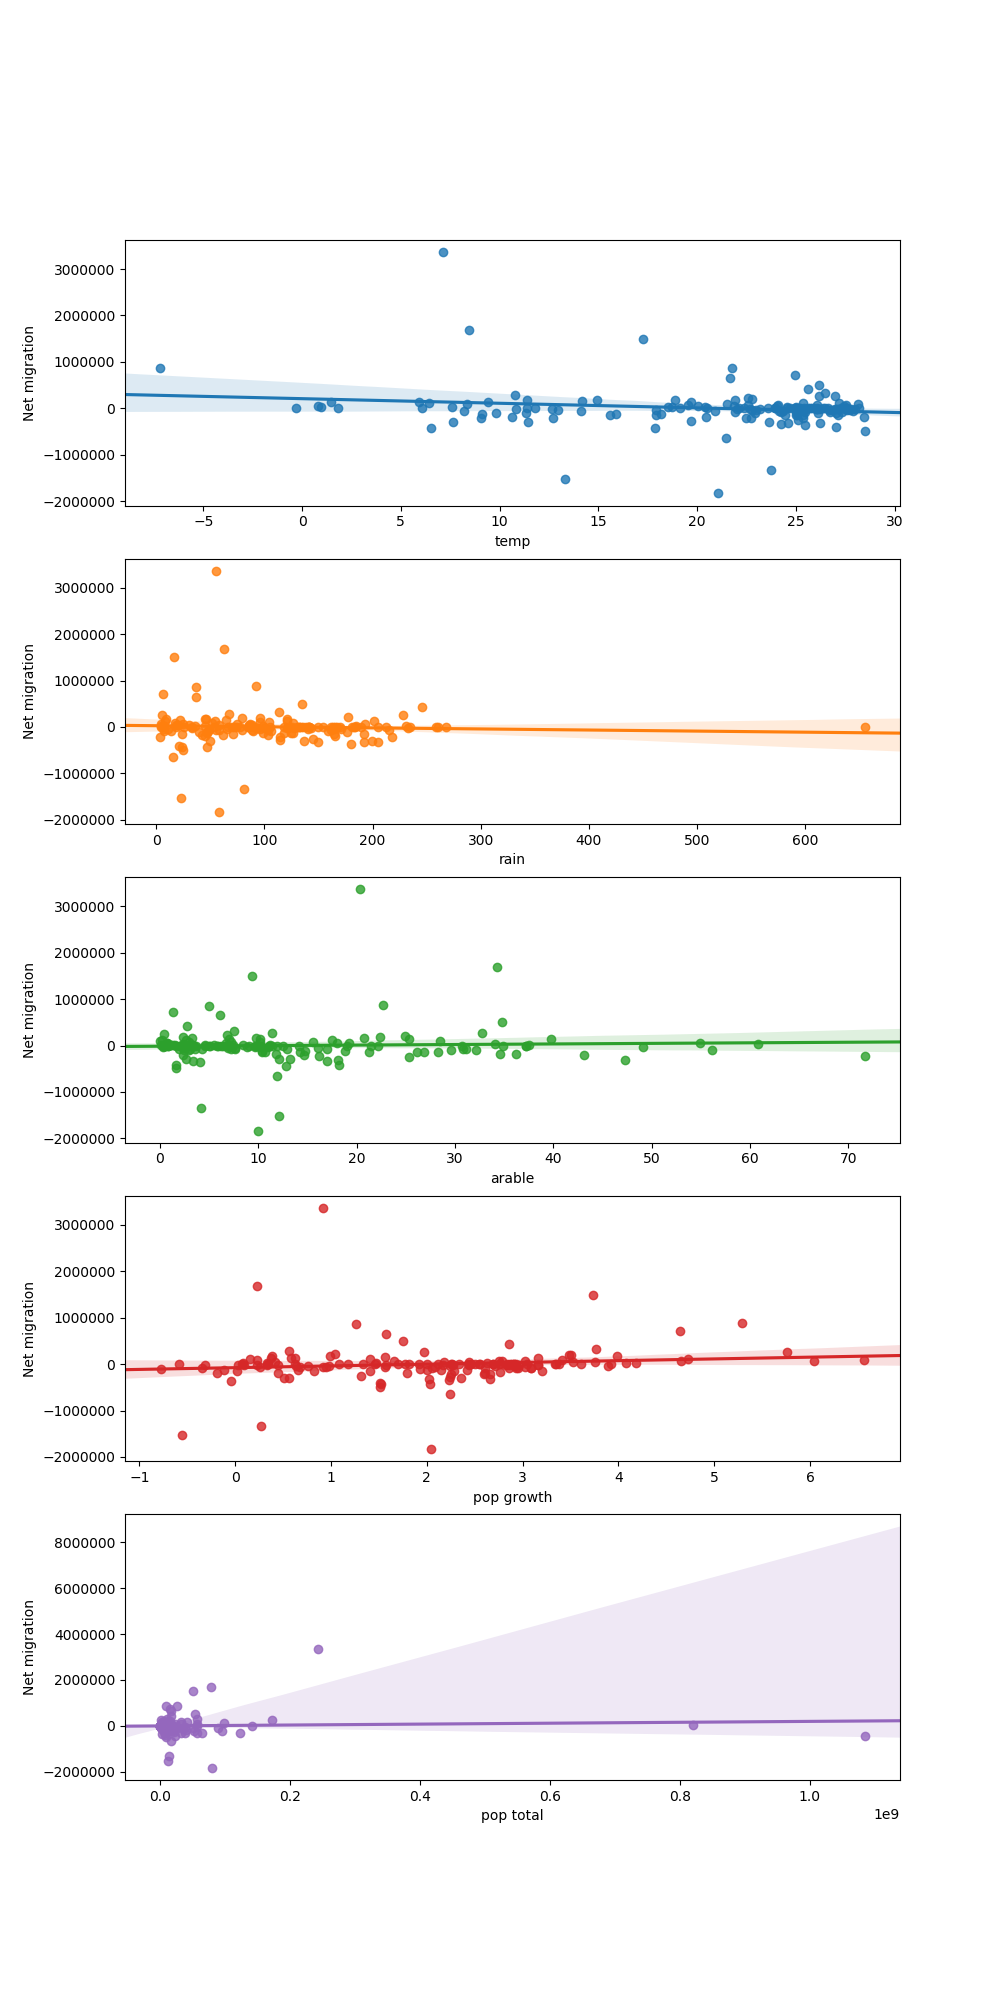 3000000
2000000
1000000
0
−1000000
−2000000
Net migration
−5 0 5 10 15 20 25 30
temp
3000000
2000000
1000000
0
−1000000
−2000000
Net migration
0 100 200 300 400 500 600
rain
3000000
2000000
1000000
0
−1000000
−2000000
Net migration
0 10 20 30 40 50 60 70
arable
3000000
2000000
1000000
0
−1000000
−2000000
Net migration
−1 0 1 2 3 4 5 6
pop growth
8000000
6000000
4000000
2000000
0
−2000000
Net migration
0.0 0.2 0.4 0.6 0.8 1.0
pop total
1e9